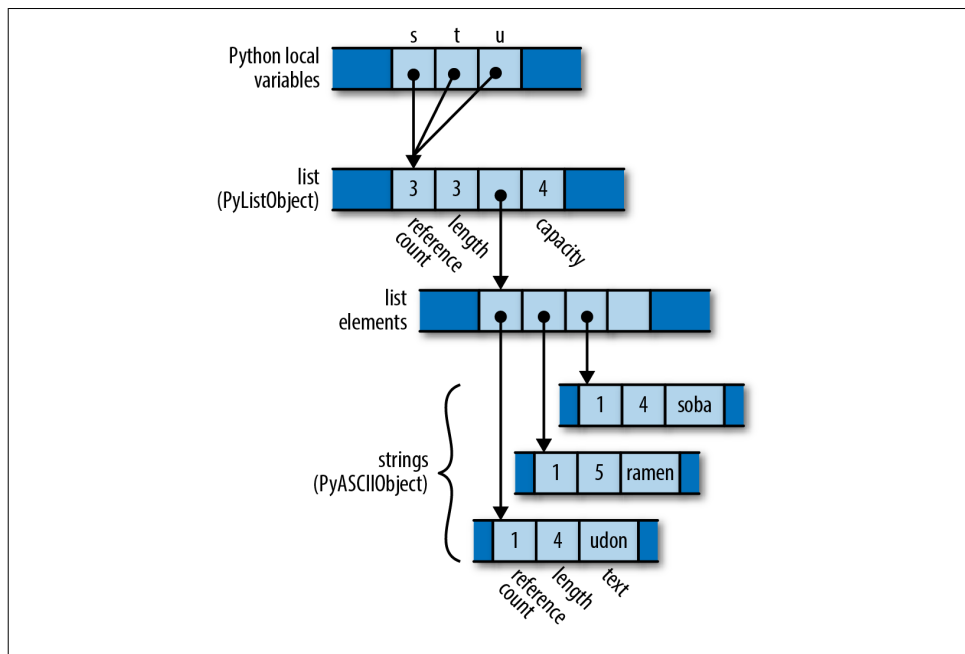 s t u
Python local
variables
list
(PyListObject)
3 3 4
reference
count
length
capacity
list
elements
1 4 soba
strings
(PyASCIIObject)
1 5 ramen
1 4 udon
reference
count
length
text